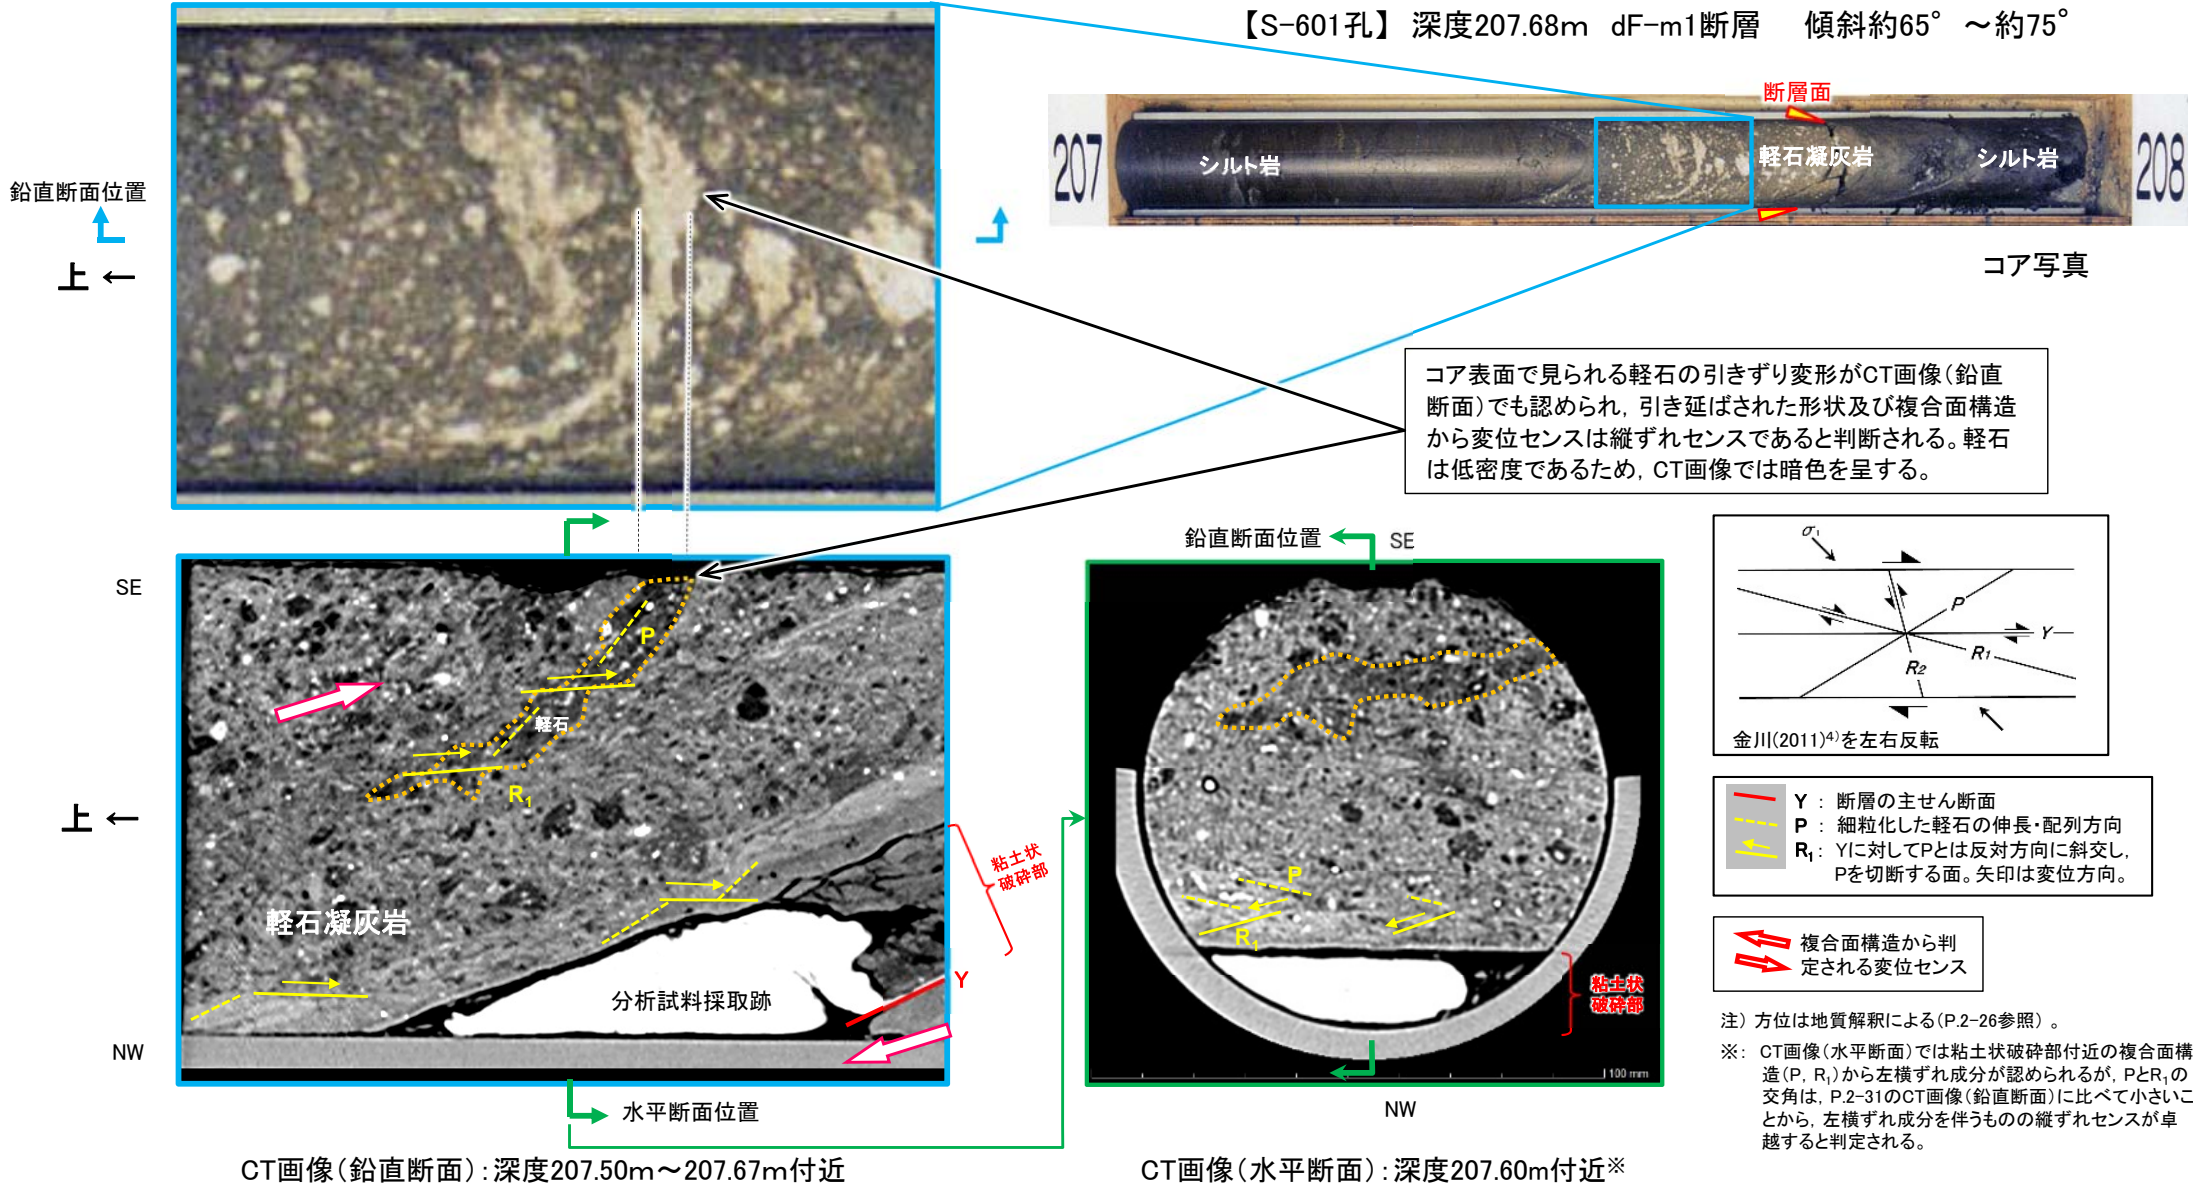 【S-601孔】 深度207.68m dF-m1断層 傾斜約65° ～約75°
断層面
207
シルト岩
軽石凝灰岩
シルト岩
208
コア写真
鉛直断面位置
上 ←
コア表面で見られる軽石の引きずり変形がCT画像(鉛直
断面)でも認められ, 引き延ばされた形状及び複合面構造
から変位センスは縦ずれセンスであると判断される。軽石
は低密度であるため, CT画像では暗色を呈する。
SE
P
軽石
R₁
上 ←
軽石凝灰岩
粘土状
破砕部
分析試料採取跡
Y
NW
水平断面位置
CT画像(鉛直断面):深度207.50m～207.67m付近
鉛直断面位置
SE
P
R₁
粘土状
破砕部
100 mm
NW
CT画像(水平断面):深度207.60m付近※
σ₁
P
Y
R₁
R₂
金川(2011)⁴⁾を左右反転
Y : 断層の主せん断面
P : 細粒化した軽石の伸長・配列方向
R₁: Yに対してPとは反対方向に斜交し,
Pを切断する面。矢印は変位方向。
複合面構造から判
定される変位センス
注) 方位は地質解釈による(P.2-26参照) 。
※: CT画像(水平断面)では粘土状破砕部付近の複合面構
造(P, R₁)から左横ずれ成分が認められるが, PとR₁の
交角は, P.2-31のCT画像(鉛直断面)に比べて小さいこ
とから, 左横ずれ成分を伴うものの縦ずれセンスが卓
越すると判定される。